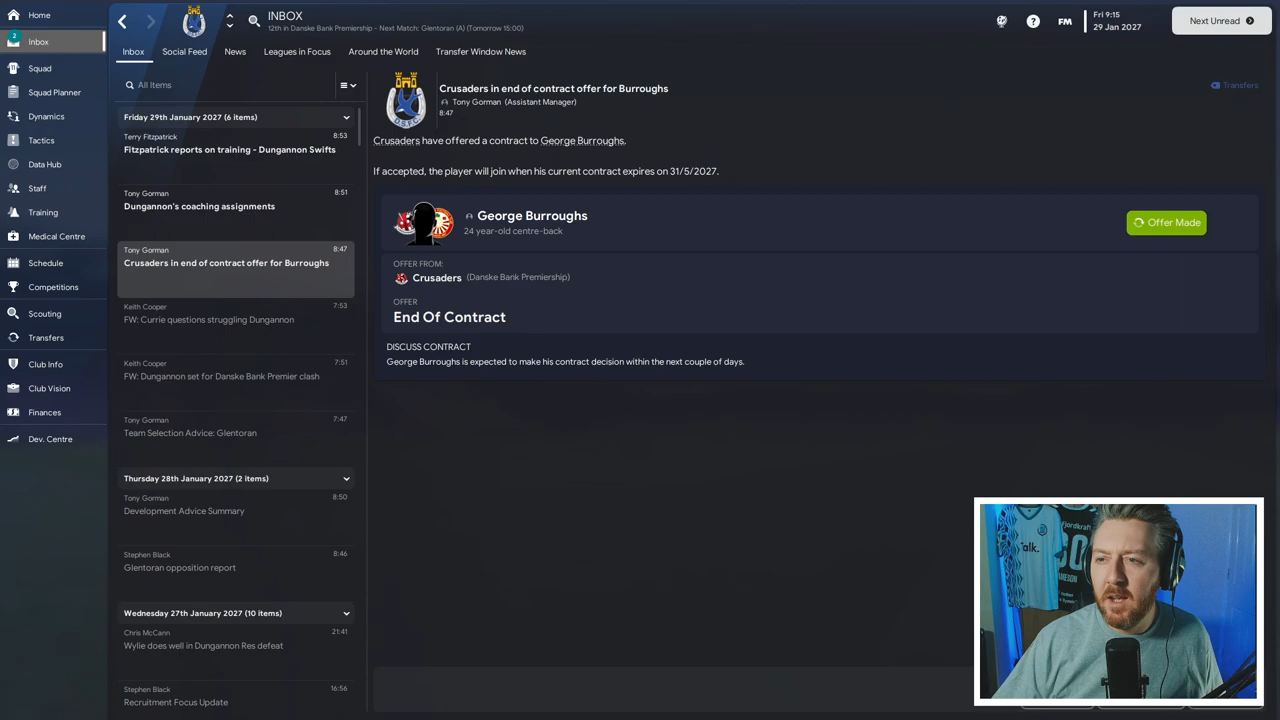 Home
INBOX
12th in Danske Bank Premiership - Next Match: Glentoran (A) (Tomorrow 15:00)
FM
Fri 9:15
29 Jan 2027
Next Unread
2
Inbox
Squad
Squad Planner
Dynamics
Tactics
Data Hub
Staff
Training
Medical Centre
Schedule
Competitions
Scouting
Transfers
Club Info
Club Vision
Finances
Dev. Centre
Inbox
Social Feed
News
Leagues in Focus
Around the World
Transfer Window News
All Items
Friday 29th January 2027 (6 items)
Terry Fitzpatrick
8:53
Fitzpatrick reports on training - Dungannon Swifts
Tony Gorman
8:51
Dungannon's coaching assignments
Tony Gorman
8:47
Crusaders in end of contract offer for Burroughs
Keith Cooper
7:53
FW: Currie questions struggling Dungannon
Keith Cooper
7:51
FW: Dungannon set for Danske Bank Premier clash
Tony Gorman
7:47
Team Selection Advice: Glentoran
Thursday 28th January 2027 (2 items)
Tony Gorman
8:50
Development Advice Summary
Stephen Black
8:46
Glentoran opposition report
Wednesday 27th January 2027 (10 items)
Chris McCann
21:41
Wylie does well in Dungannon Res defeat
Stephen Black
16:56
Recruitment Focus Update
D.S.F.C.
Crusaders in end of contract offer for Burroughs
Tony Gorman (Assistant Manager)
8:47
Transfers
Crusaders have offered a contract to George Burroughs.
If accepted, the player will join when his current contract expires on 31/5/2027.
George Burroughs
24 year-old centre-back
Offer Made
OFFER FROM:
Crusaders (Danske Bank Premiership)
OFFER
End Of Contract
DISCUSS CONTRACT
George Burroughs is expected to make his contract decision within the next couple of days.
Talk.
fjordkraft
JAMESON